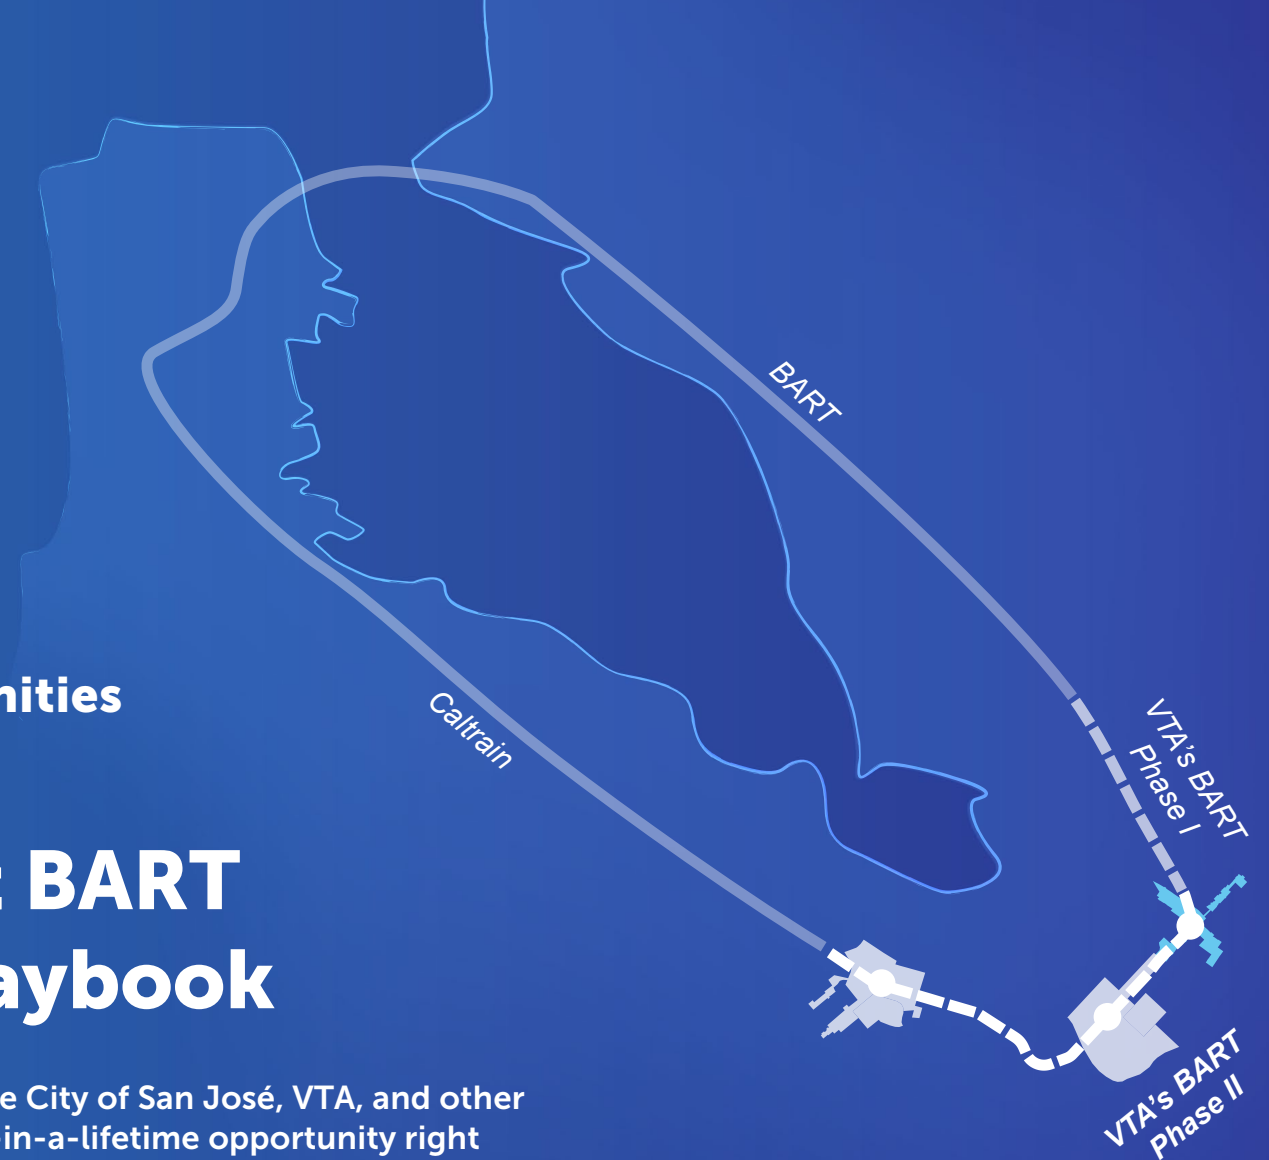 BART
Caltrain
VTA's BART
Phase I
nities
: BART
aybook
e City of San José, VTA, and other
-in-a-lifetime opportunity right
VTA's BART
Phase II